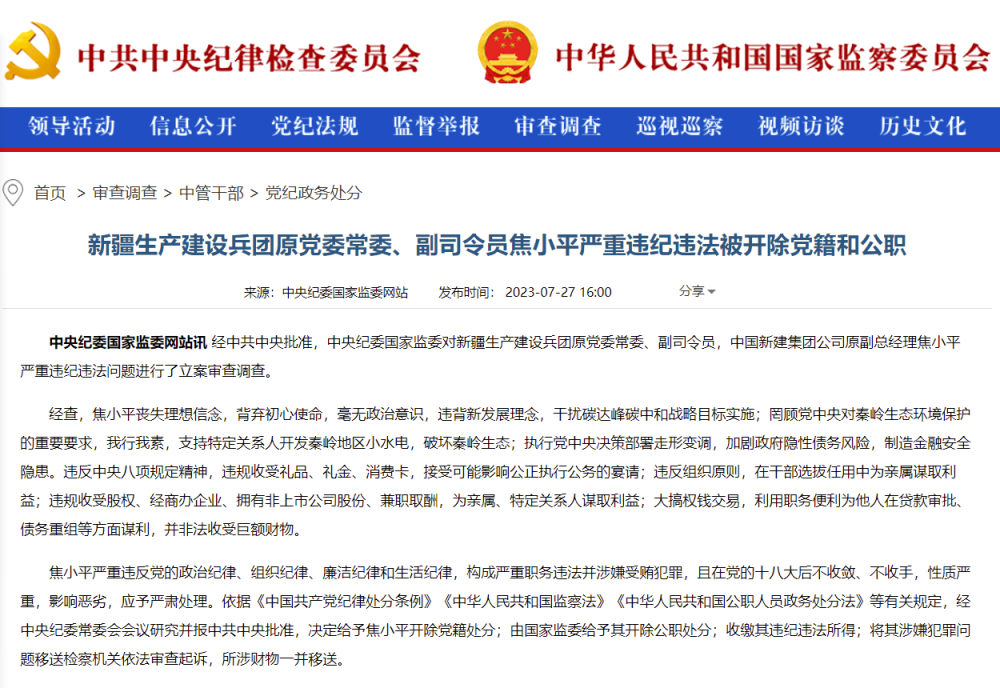 中共中央纪律检查委员会 中华人民共和国国家监察委员会
领导活动 信息公开 党纪法规 监督举报 审查调查 巡视巡察 视频访谈 历史文化
首页 > 审查调查 > 中管干部 > 党纪政务处分
新疆生产建设兵团原党委常委、副司令员焦小平严重违纪违法被开除党籍和公职
来源：中央纪委国家监委网站 发布时间：2023-07-27 16:00 分享
中央纪委国家监委网站讯 经中共中央批准，中央纪委国家监委对新疆生产建设兵团原党委常委、副司令员，中国新建集团公司原副总经理焦小平
严重违纪违法问题进行了立案审查调查。
经查，焦小平丧失理想信念，背弃初心使命，毫无政治意识，违背新发展理念，干扰碳达峰碳中和战略目标实施；罔顾党中央对秦岭生态环境保护
的重要要求，我行我素，支持特定关系人开发秦岭地区小水电，破坏秦岭生态；执行党中央决策部署走形变调，加剧政府隐性债务风险，制造金融安全
隐患。违反中央八项规定精神，违规收受礼品、礼金、消费卡，接受可能影响公正执行公务的宴请；违反组织原则，在干部选拔任用中为亲属谋取利
益；违规收受股权、经商办企业、拥有非上市公司股份、兼职取酬，为亲属、特定关系人谋取利益；大搞权钱交易，利用职务便利为他人在贷款审批、
债务重组等方面谋利，并非法收受巨额财物。
焦小平严重违反党的政治纪律、组织纪律、廉洁纪律和生活纪律，构成严重职务违法并涉嫌受贿犯罪，且在党的十八大后不收敛、不收手，性质严
重，影响恶劣，应予严肃处理。依据《中国共产党纪律处分条例》《中华人民共和国监察法》《中华人民共和国公职人员政务处分法》等有关规定，经
中央纪委常委会会议研究并报中共中央批准，决定给予焦小平开除党籍处分；由国家监委给予其开除公职处分；收缴其违纪违法所得；将其涉嫌犯罪问
题移送检察机关依法审查起诉，所涉财物一并移送。